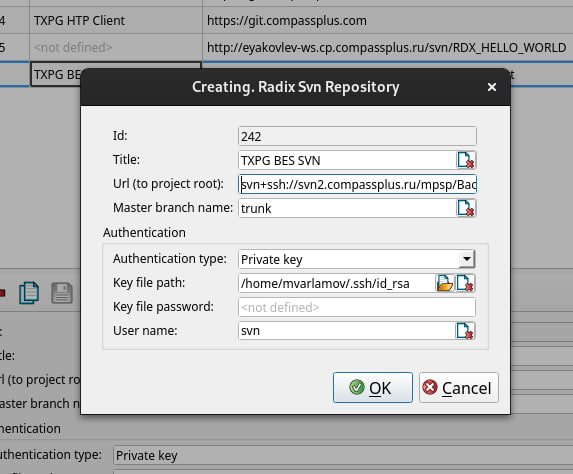 4 TXPG HTP Client https://git.compassplus.com
5 <not defined> http://eyakovlev-ws.cp.compassplus.ru/svn/RDX_HELLO_WORLD
TXPG BES
Creating. Radix Svn Repository
Id: 242
Title: TXPG BES SVN
Url (to project root): svn+ssh://svn2.compassplus.ru/mpsp/Bac
Master branch name: trunk
Authentication
Authentication type: Private key
Key file path: /home/mvarlamov/.ssh/id_rsa
Key file password: <not defined>
User name: svn
OK Cancel
tle:
rl (to project ro
aster branch n
thentication
uthentication type: Private key